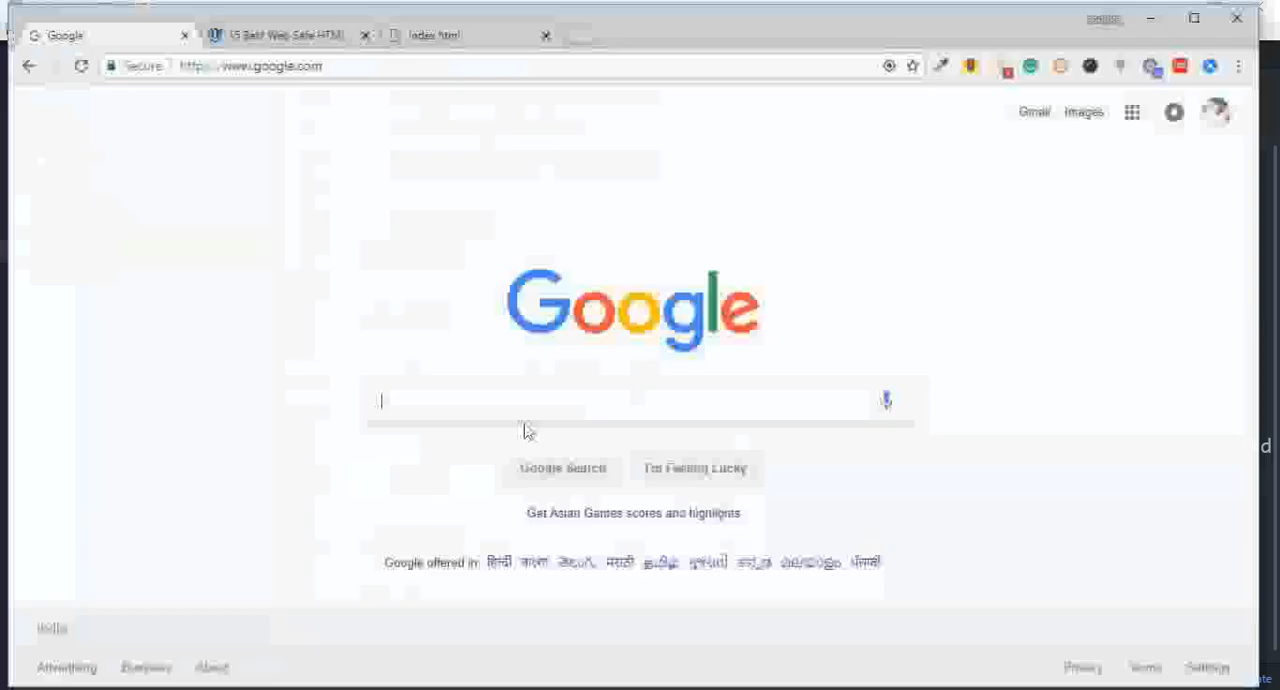 Google
15 Best Web Safe HTML
index.html
Secure
https://www.google.com
Gmail Images
Google
Google Search I'm Feeling Lucky
Get Asian Games scores and highlights
Google offered in: हिन्दी বাংলা తెలుగు मराठी தமிழ் ગુજરાતી ಕನ್ನಡ മലയാളം ਪੰਜਾਬੀ
India
Advertising Business About
Privacy Terms Settings
d